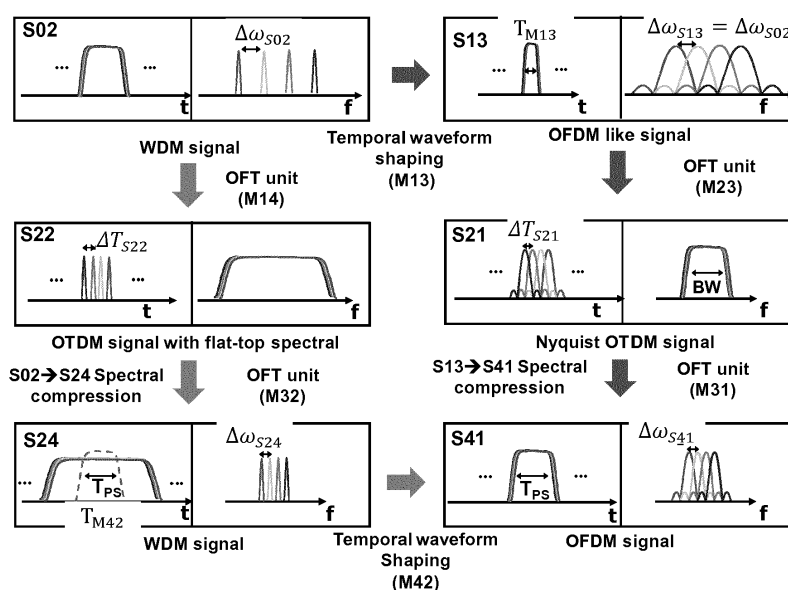 S02
Δω_S02
... ...
t f
WDM signal
T_M13
S13
Δω_S13 = Δω_S02
... ...
t f
OFDM like signal
Temporal waveform
shaping
(M13)
OFT unit
(M14)
OFT unit
(M23)
S22
ΔT_S22
... ...
t f
OTDM signal with flat-top spectral
S21
ΔT_S21
... ...
BW
t f
Nyquist OTDM signal
S02→S24 Spectral
compression
OFT unit
(M32)
S13→S41 Spectral
compression
OFT unit
(M31)
S24
Δω_S24
... ...
T_PS
t f
T_M42
WDM signal
S41
Δω_S41
... ...
T_PS
t f
OFDM signal
Temporal waveform
Shaping
(M42)